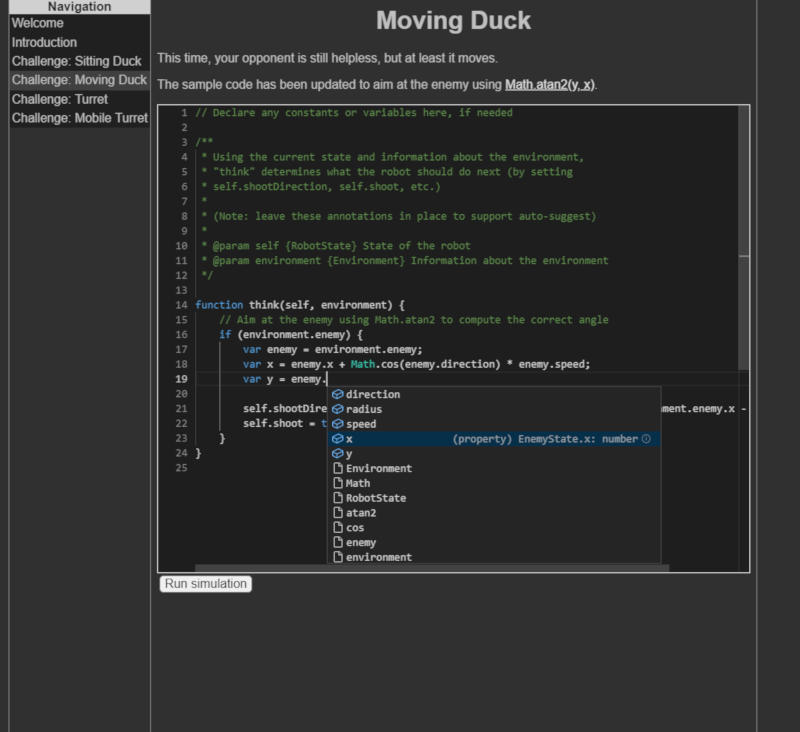 Navigation
Welcome
Introduction
Challenge: Sitting Duck
Challenge: Moving Duck
Challenge: Turret
Challenge: Mobile Turret
Moving Duck
This time, your opponent is still helpless, but at least it moves.
The sample code has been updated to aim at the enemy using Math.atan2(y, x).
1 // Declare any constants or variables here, if needed
2
3 /**
4 * Using the current state and information about the environment,
5 * "think" determines what the robot should do next (by setting
6 * self.shootDirection, self.shoot, etc.)
7 *
8 * (Note: leave these annotations in place to support auto-suggest)
9 *
10 * @param self {RobotState} State of the robot
11 * @param environment {Environment} Information about the environment
12 */
13
14 function think(self, environment) {
15 // Aim at the enemy using Math.atan2 to compute the correct angle
16 if (environment.enemy) {
17 var enemy = environment.enemy;
18 var x = enemy.x + Math.cos(enemy.direction) * enemy.speed;
19 var y = enemy.
20
direction
21 self.shootDire
radius
ment.enemy.x -
22 self.shoot = t
speed
23 }
x (property) EnemyState.x: number
24 }
y
25
Environment
Math
RobotState
atan2
cos
enemy
environment
Run simulation